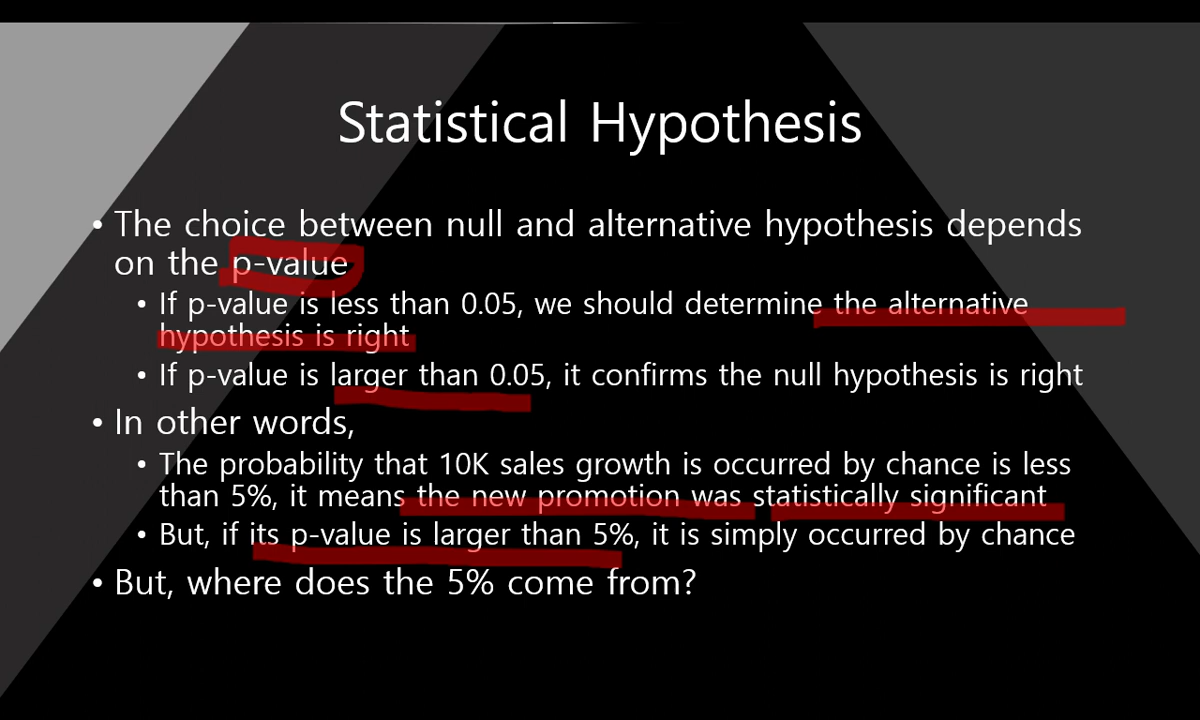 Statistical Hypothesis
• The choice between null and alternative hypothesis depends
on the p-value
• If p-value is less than 0.05, we should determine the alternative
hypothesis is right
• If p-value is larger than 0.05, it confirms the null hypothesis is right
• In other words,
• The probability that 10K sales growth is occurred by chance is less
than 5%, it means the new promotion was statistically significant
• But, if its p-value is larger than 5%, it is simply occurred by chance
• But, where does the 5% come from?